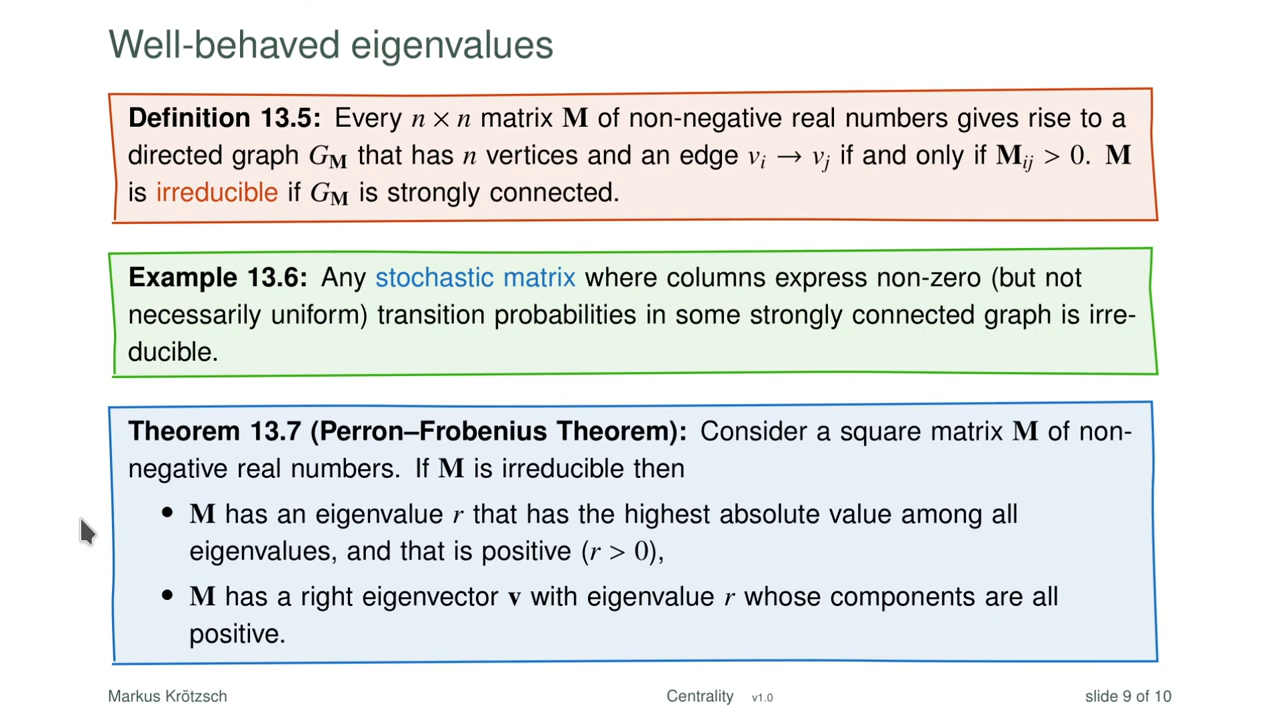 Well-behaved eigenvalues
Definition 13.5: Every n × n matrix M of non-negative real numbers gives rise to a
directed graph G_M that has n vertices and an edge v_i → v_j if and only if M_ij > 0. M
is irreducible if G_M is strongly connected.
Example 13.6: Any stochastic matrix where columns express non-zero (but not
necessarily uniform) transition probabilities in some strongly connected graph is irre-
ducible.
Theorem 13.7 (Perron–Frobenius Theorem): Consider a square matrix M of non-
negative real numbers. If M is irreducible then
• M has an eigenvalue r that has the highest absolute value among all
eigenvalues, and that is positive (r > 0),
• M has a right eigenvector v with eigenvalue r whose components are all
positive.
Markus Krötzsch Centrality v1.0 slide 9 of 10